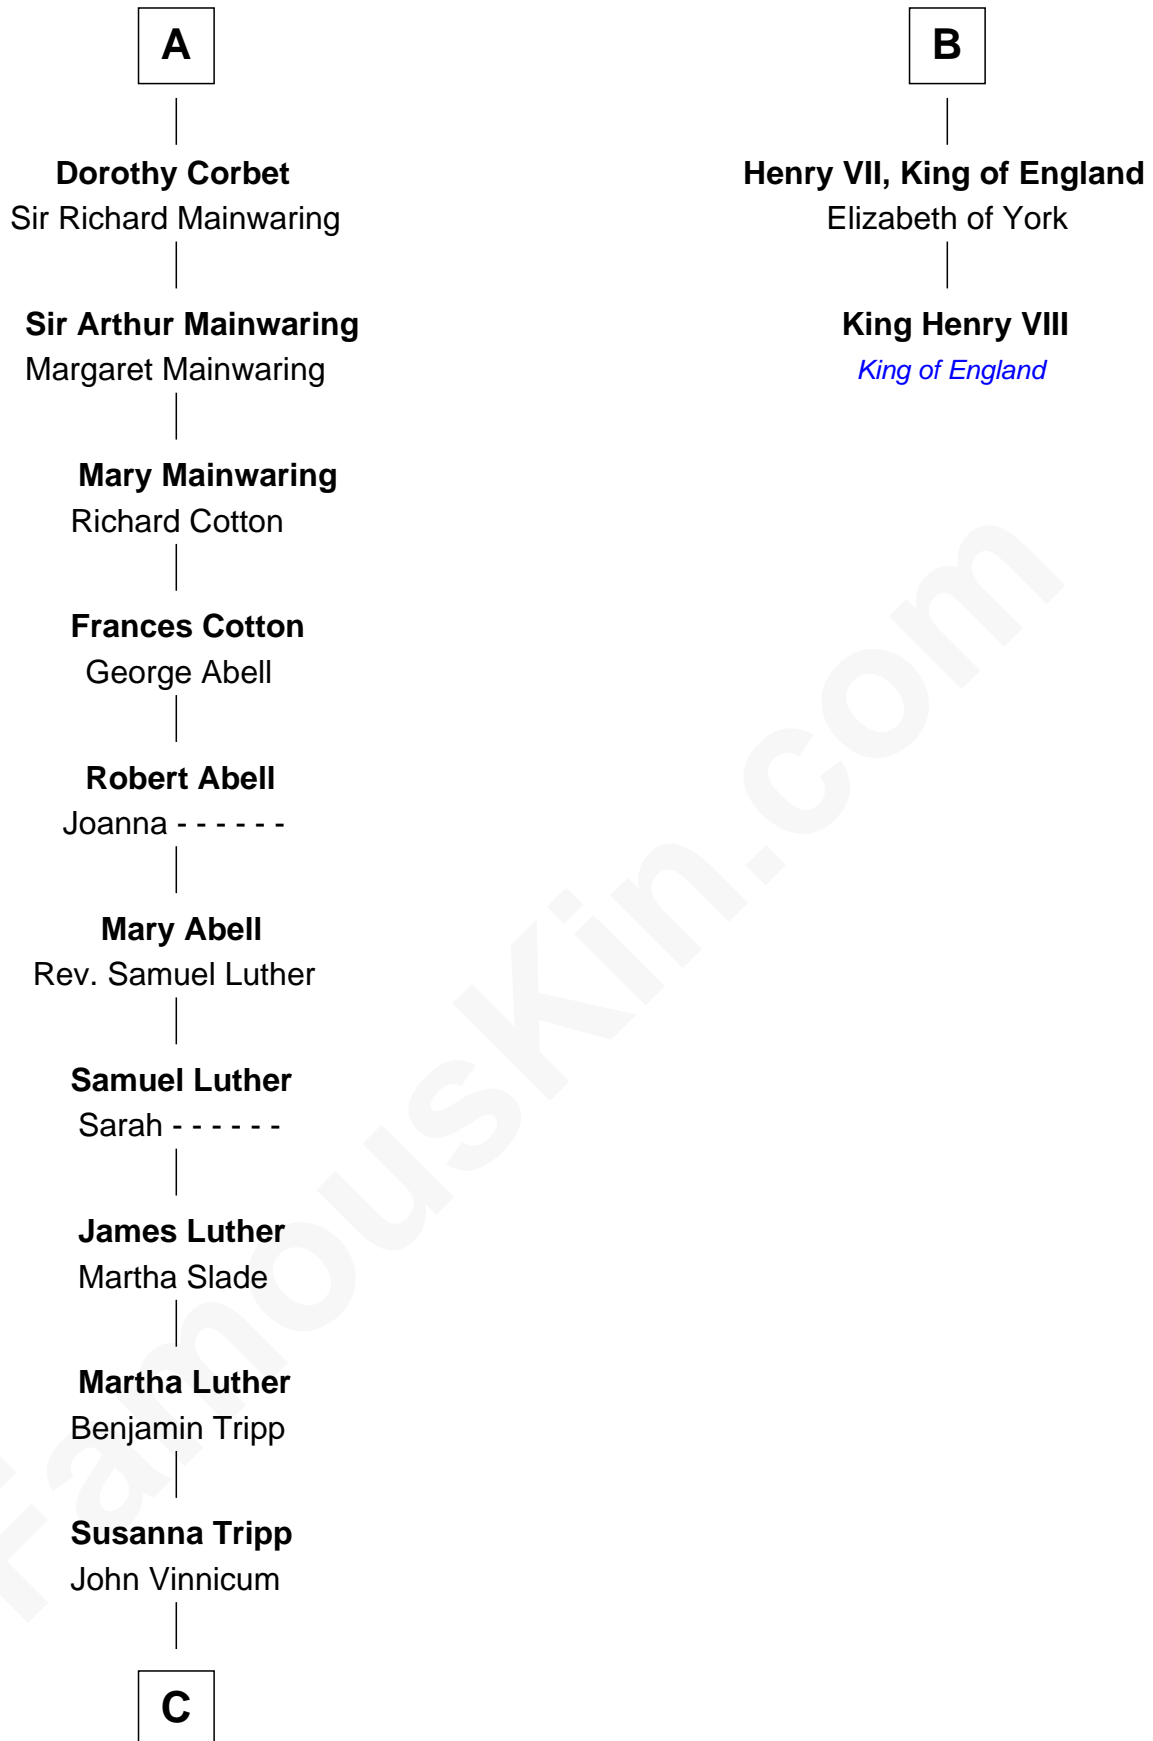 A
Dorothy Corbet
Sir Richard Mainwaring
Sir Arthur Mainwaring
Margaret Mainwaring
Mary Mainwaring
Richard Cotton
Frances Cotton
George Abell
Robert Abell
Joanna - - - - - -
Mary Abell
Rev. Samuel Luther
Samuel Luther
Sarah - - - - - -
James Luther
Martha Slade
Martha Luther
Benjamin Tripp
Susanna Tripp
John Vinnicum
C
B
Henry VII, King of England
Elizabeth of York
King Henry VIII
King of England
FamousKin.com